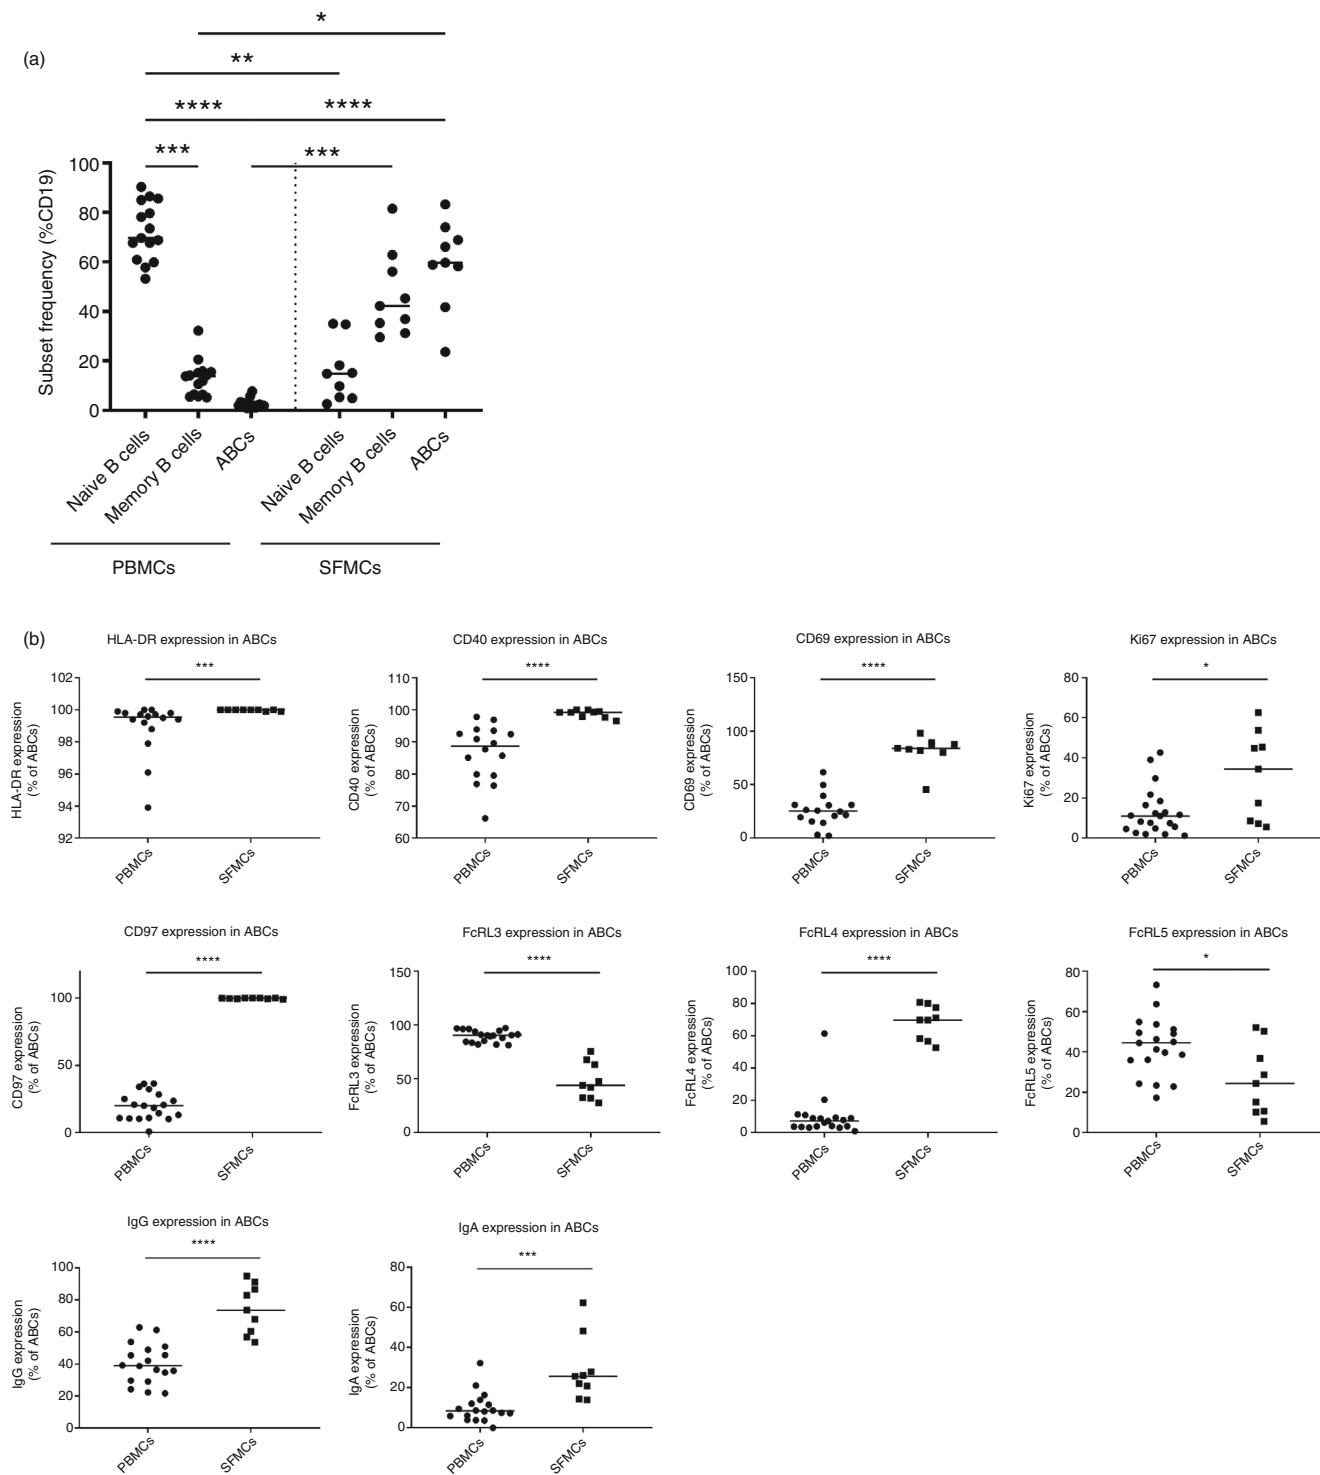 *
(a)
**
**** ****
*** ***
Subset frequency (%CD19)
100
80
60
40
20
0
Naive B cells
Memory B cells
ABCs
Naive B cells
Memory B cells
ABCs
PBMCs
SFMCs
(b)
HLA-DR expression in ABCs
***
HLA-DR expression
(% of ABCs)
102
100
98
96
94
92
PBMCs
SFMCs
CD40 expression in ABCs
****
CD40 expression
(% of ABCs)
110
100
90
80
70
60
PBMCs
SFMCs
CD69 expression in ABCs
****
CD69 expression
(% of ABCs)
150
100
50
0
PBMCs
SFMCs
Ki67 expression in ABCs
*
Ki67 expression
(% of ABCs)
80
60
40
20
0
PBMCs
SFMCs
CD97 expression in ABCs
****
CD97 expression
(% of ABCs)
100
50
0
PBMCs
SFMCs
FcRL3 expression in ABCs
****
FcRL3 expression
(% of ABCs)
150
100
50
0
PBMCs
SFMCs
FcRL4 expression in ABCs
****
FcRL4 expression
(% of ABCs)
100
80
60
40
20
0
PBMCs
SFMCs
FcRL5 expression in ABCs
*
FcRL5 expression
(% of ABCs)
80
60
40
20
0
PBMCs
SFMCs
IgG expression in ABCs
****
IgG expression
(% of ABCs)
100
80
60
40
20
0
PBMCs
SFMCs
IgA expression in ABCs
***
IgA expression
(% of ABCs)
80
60
40
20
0
PBMCs
SFMCs